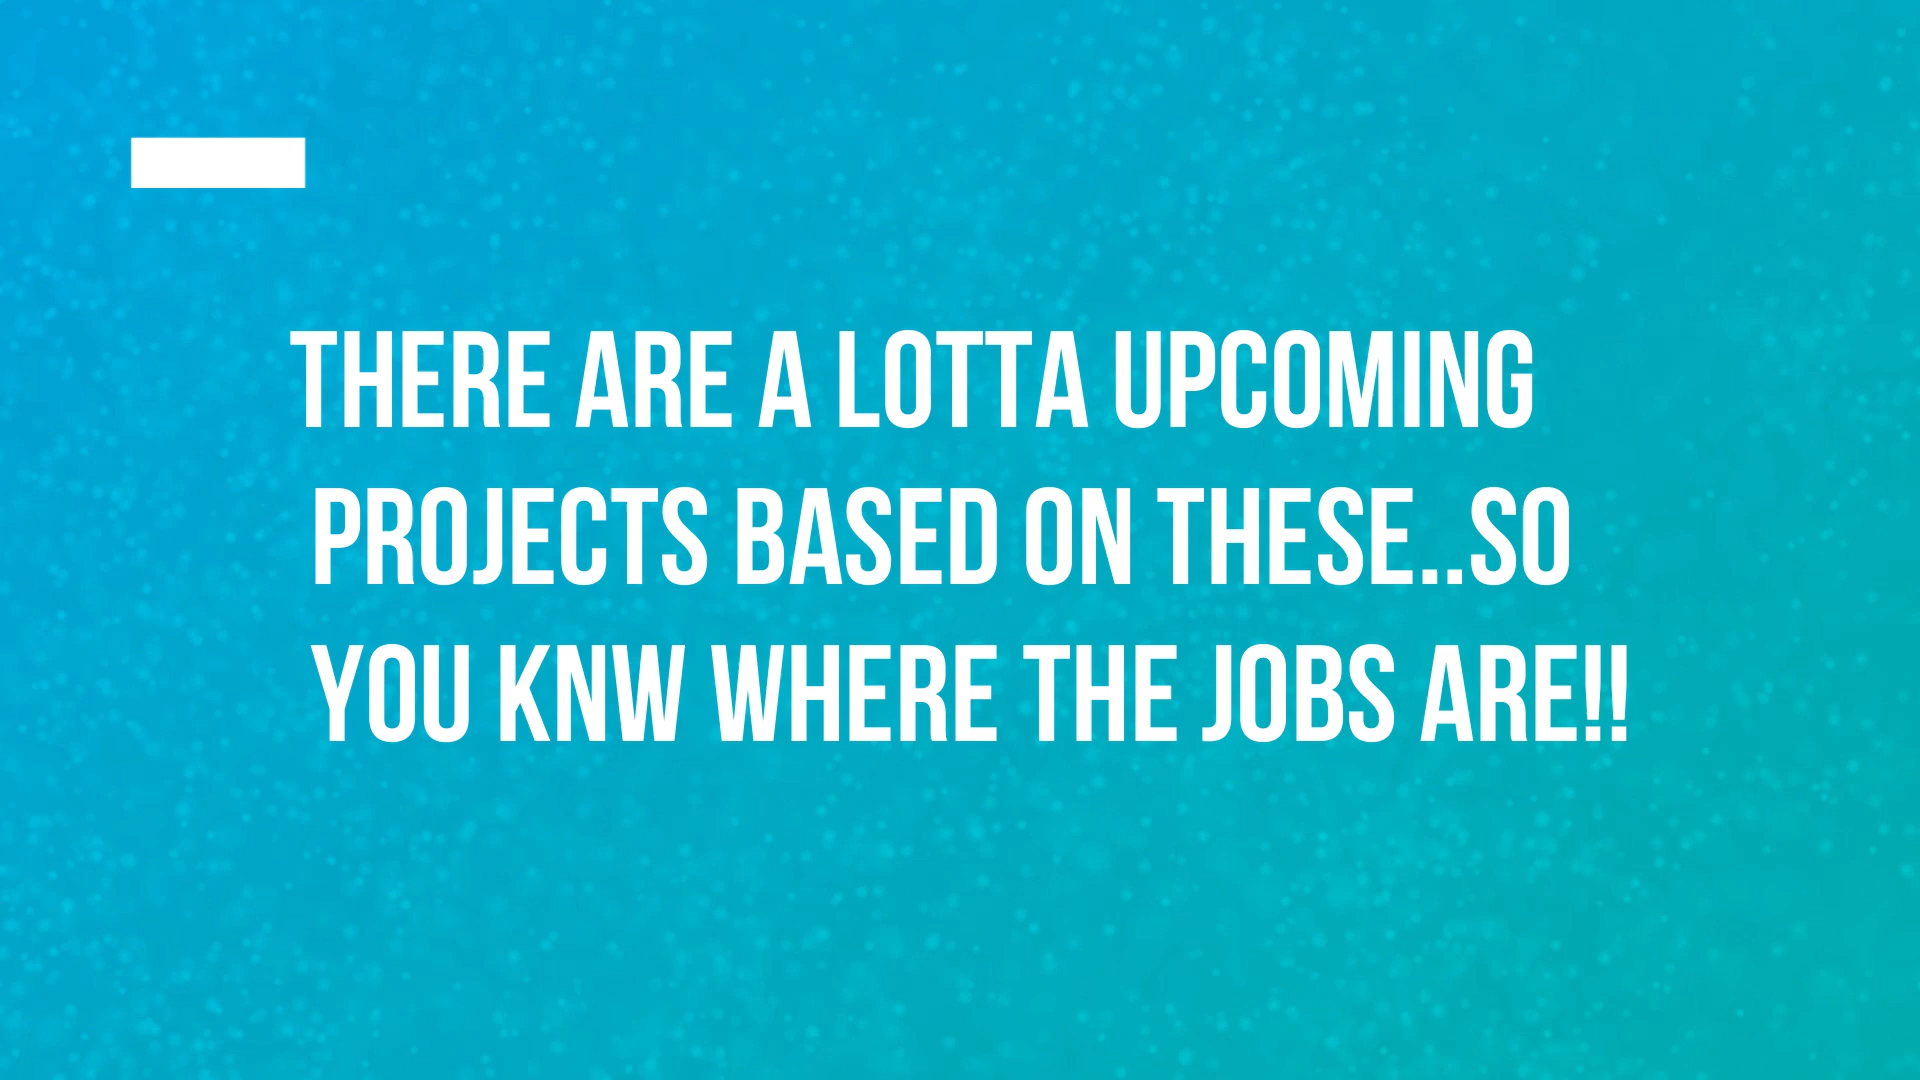 THERE ARE A LOTTA UPCOMING
PROJECTS BASED ON THESE..SO
YOU KNW WHERE THE JOBS ARE!!